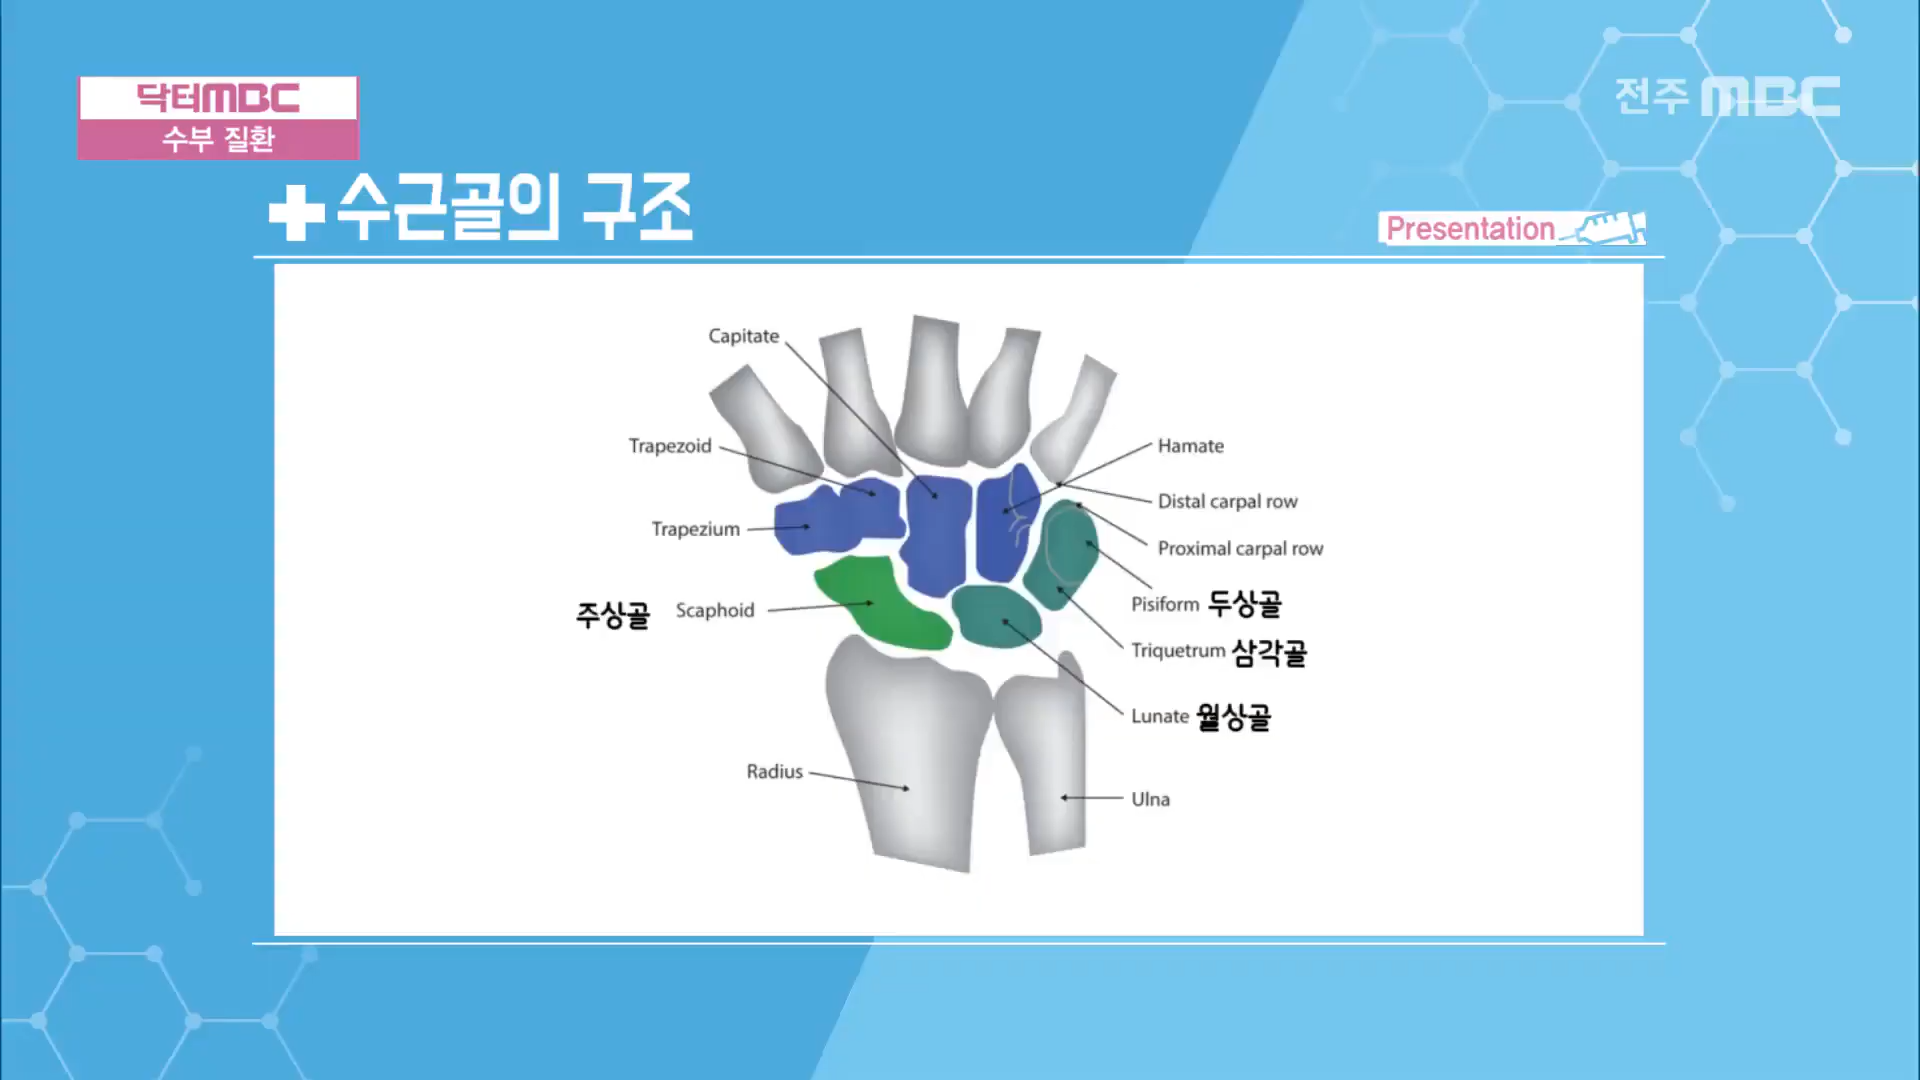 닥터MBC
수부 질환
전주 MBC
수근골의 구조
Presentation
Capitate
Trapezoid
Hamate
Distal carpal row
Trapezium
Proximal carpal row
주상골 Scaphoid
Pisiform 두상골
Triquetrum 삼각골
Lunate 월상골
Radius
Ulna